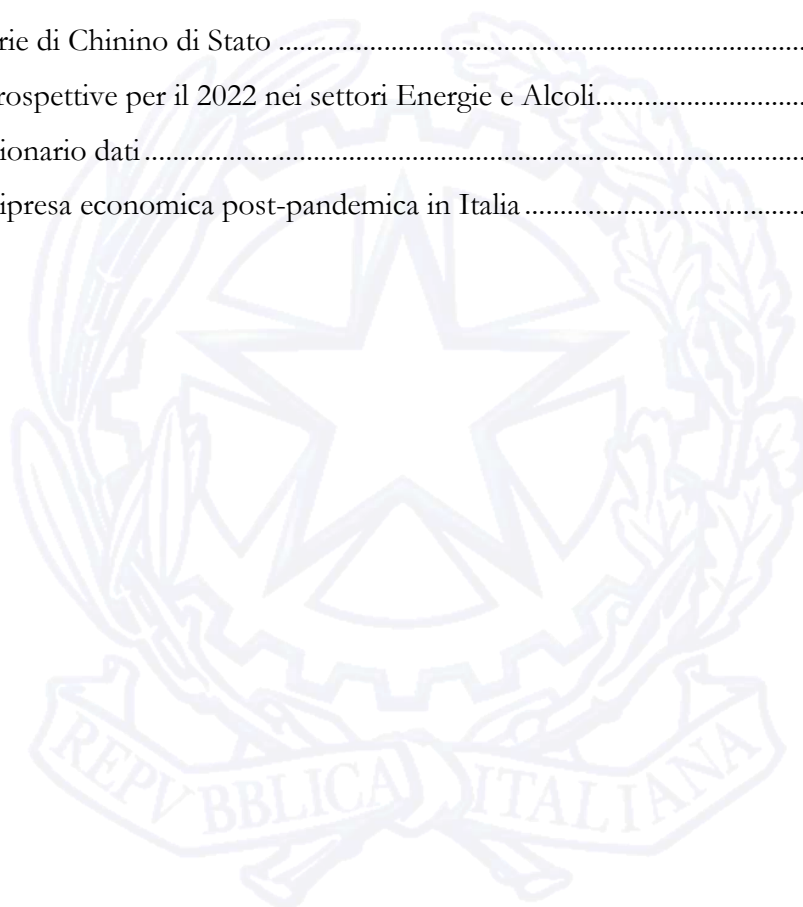 rie di Chinino di Stato ................................................................................................
rospettive per il 2022 nei settori Energie e Alcoli......................................
ionario dati ................................................................................................................
ipresa economica post-pandemica in Italia ....................................................
REPVBBLICA ITALIANA